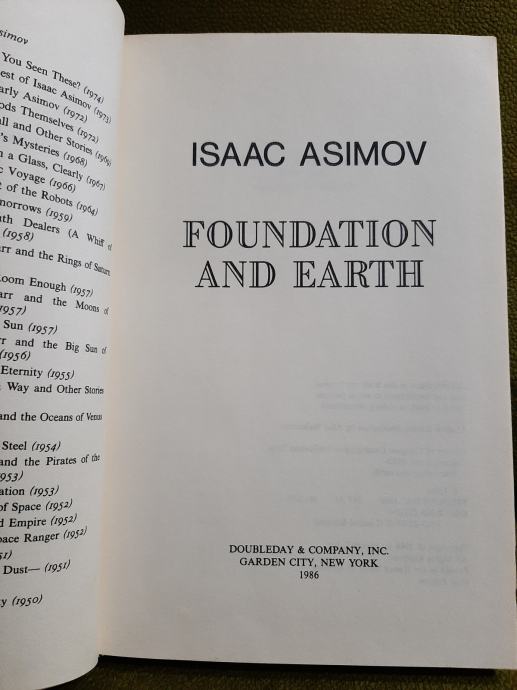 simov
You Seen These? (1974)
est of Isaac Asimov (1973)
arly Asimov (1972)
ods Themselves (1972)
all and Other Stories (1969)
's Mysteries (1968)
n a Glass, Clearly (1967)
c Voyage (1966)
t of the Robots (1964)
morrows (1959)
ath Dealers (A Whiff of
(1958)
arr and the Rings of Saturn
Room Enough (1957)
arr and the Moons of
1957)
Sun (1957)
rr and the Big Sun of
(1956)
Eternity (1955)
Way and Other Stories
and the Oceans of Venus
Steel (1954)
and the Pirates of the
953)
ation (1953)
of Space (1952)
d Empire (1952)
pace Ranger (1952)
51)
Dust— (1951)
y (1950)
ISAAC ASIMOV
FOUNDATION
AND EARTH
DOUBLEDAY & COMPANY, INC.
GARDEN CITY, NEW YORK
1986